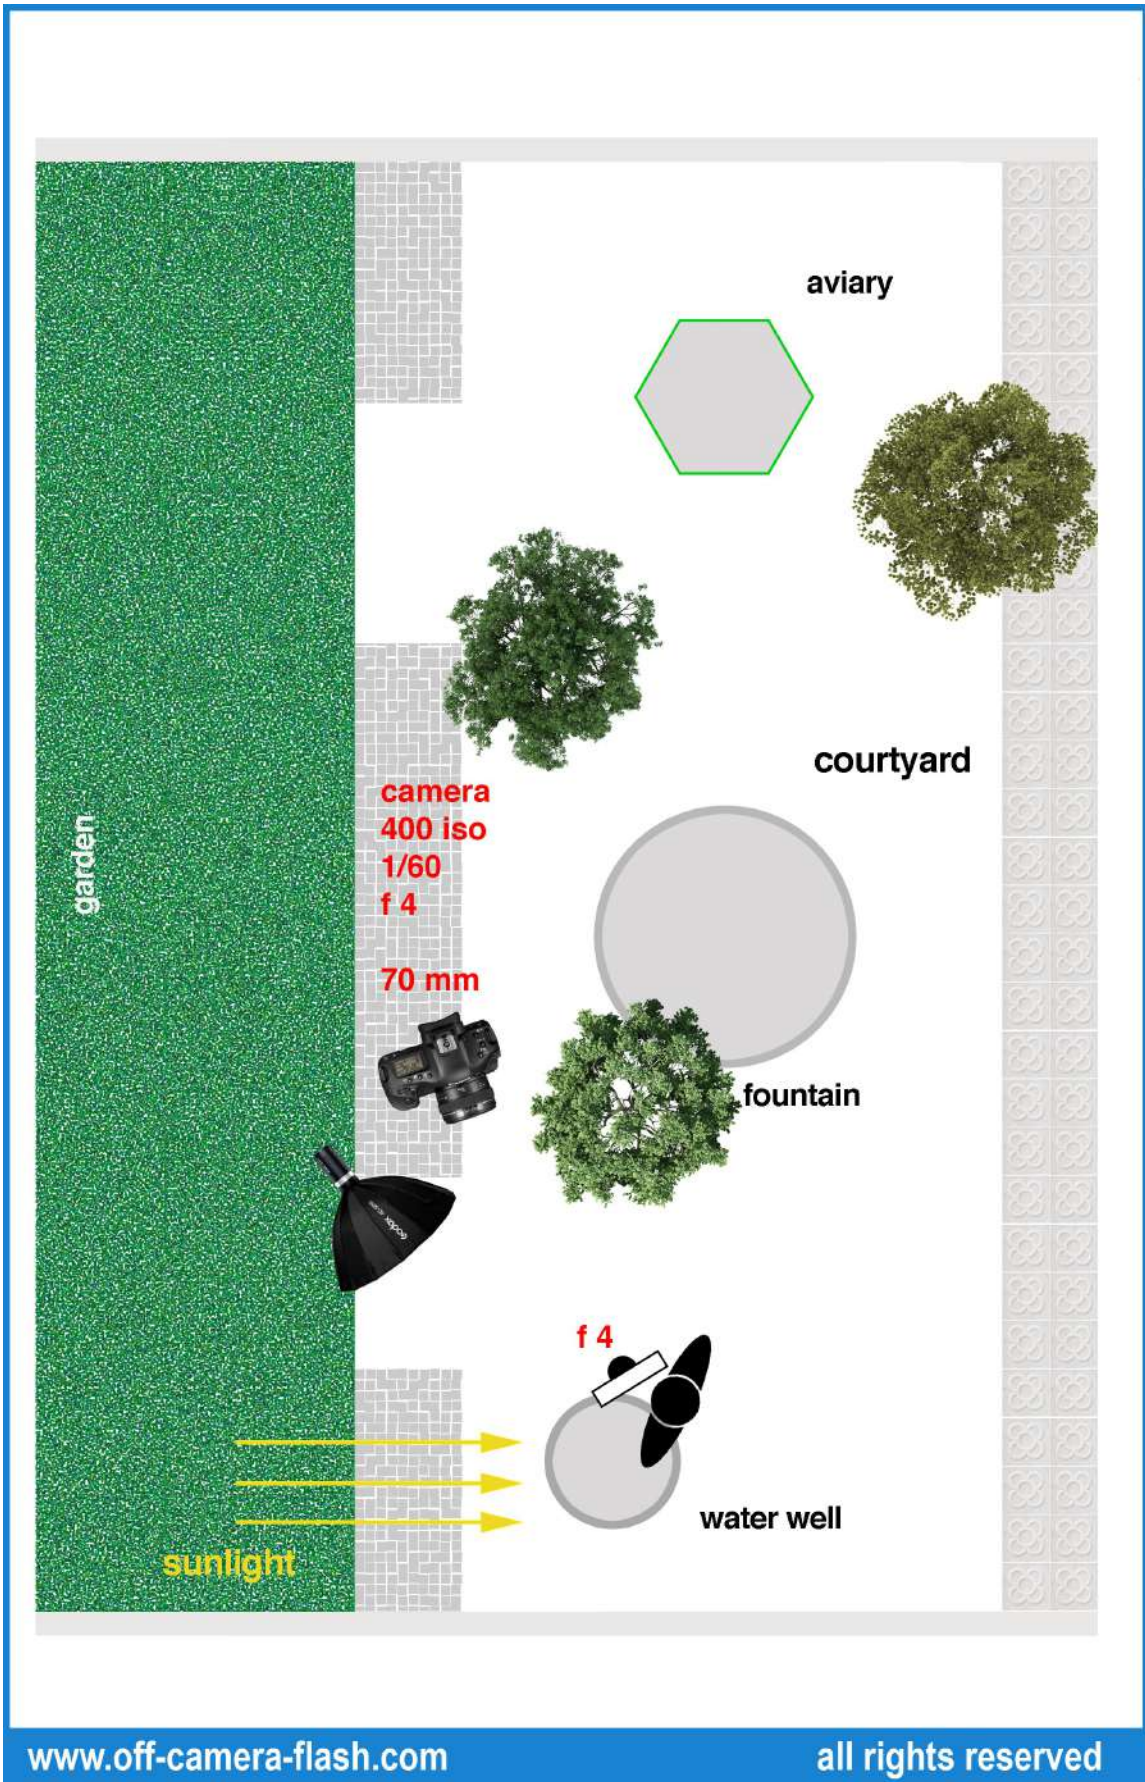 aviary
courtyard
camera
400 iso
1/60
f 4
garden
70 mm
fountain
GODOX
f 4
water well
sunlight
www.off-camera-flash.com
all rights reserved